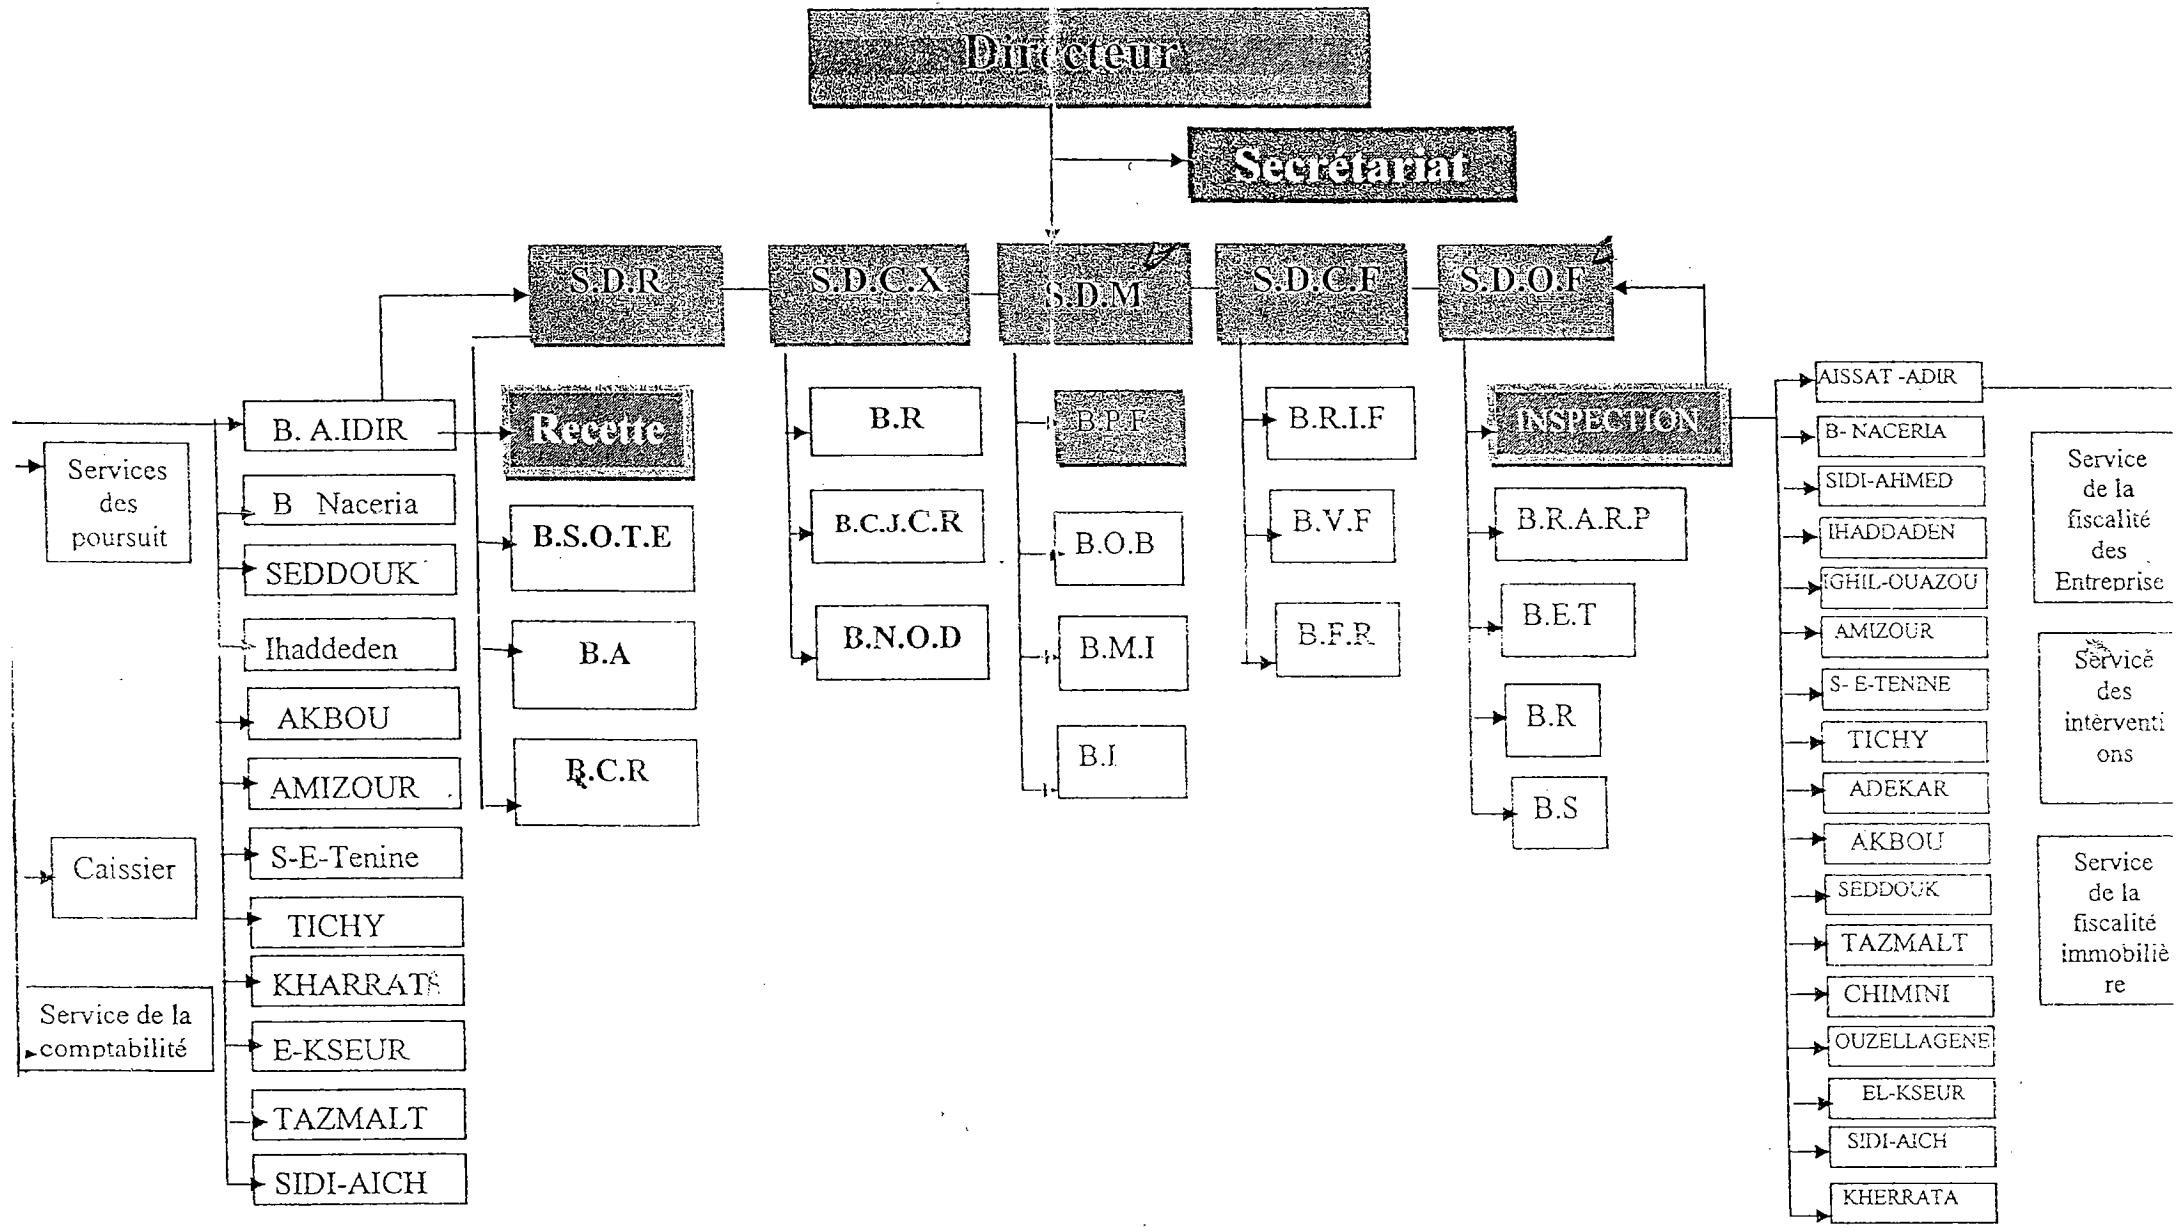 Directeur
Secrétariat
S.D.R
S.D.C.X
S.D.M
S.D.C.F
S.D.O.F
Services
des
poursuit
Caissier
Service de la
comptabilité
B. A.IDIR
B Naceria
SEDDOUK
Ihaddeden
AKBOU
AMIZOUR
S-E-Tenine
TICHY
KHARRATE
E-KSEUR
TAZMALT
SIDI-AICH
Recette
B.S.O.T.E
B.A
B.C.R
B.R
B.C.J.C.R
B.N.O.D
B.P.F
B.O.B
B.M.I
B.I
B.R.I.F
B.V.F
B.F.R
INSPECTION
B.R.A.R.P
B.E.T
B.R
B.S
AISSAT -ADIR
B- NACERIA
SIDI-AHMED
IHADDADEN
IGHIL-OUAZOU
AMIZOUR
S- E-TENINE
TICHY
ADEKAR
AKBOU
SEDDOUK
TAZMALT
CHIMINI
OUZELLAGENE
EL-KSEUR
SIDI-AICH
KHERRATA
Service
de la
fiscalité
des
Entreprise
Service
des
intèrventi
ons
Service
de la
fiscalité
immobiliè
re